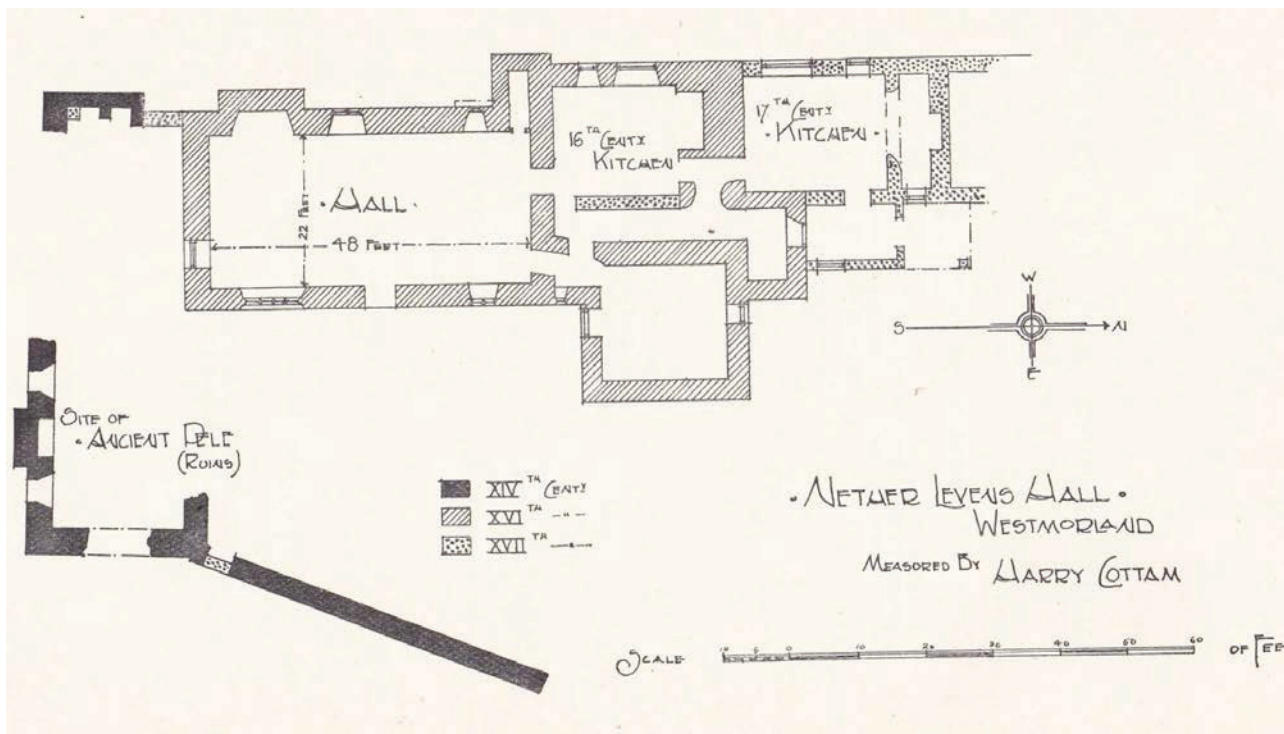 16TH CENTY
KITCHEN
17TH CENTY
• KITCHEN •
• HALL •
22 FEET
48 FEET
W
S
N
E
SITE OF
• ANCIENT PELE
(RUINS)
XIVTH CENTY
XVITH -"-
XVIITH -"-
• NETHER LEVENS HALL •
WESTMORLAND
MEASURED BY HARRY COTTAM
SCALE 10 5 0 10 20 30 40 50 60 OF FEE